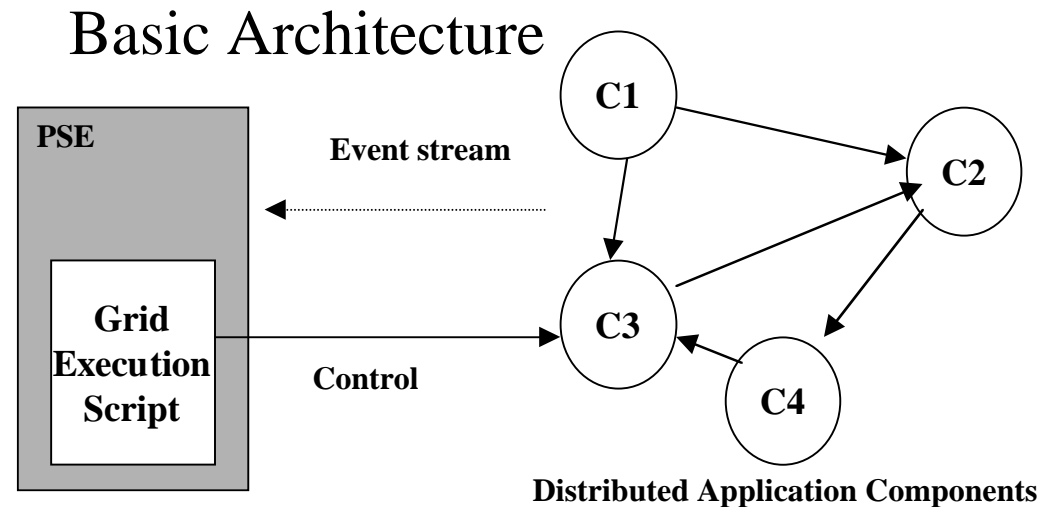 Basic Architecture
PSE
Event stream
C1
C2
Grid
Execution
Script
Control
C3
C4
Distributed Application Components